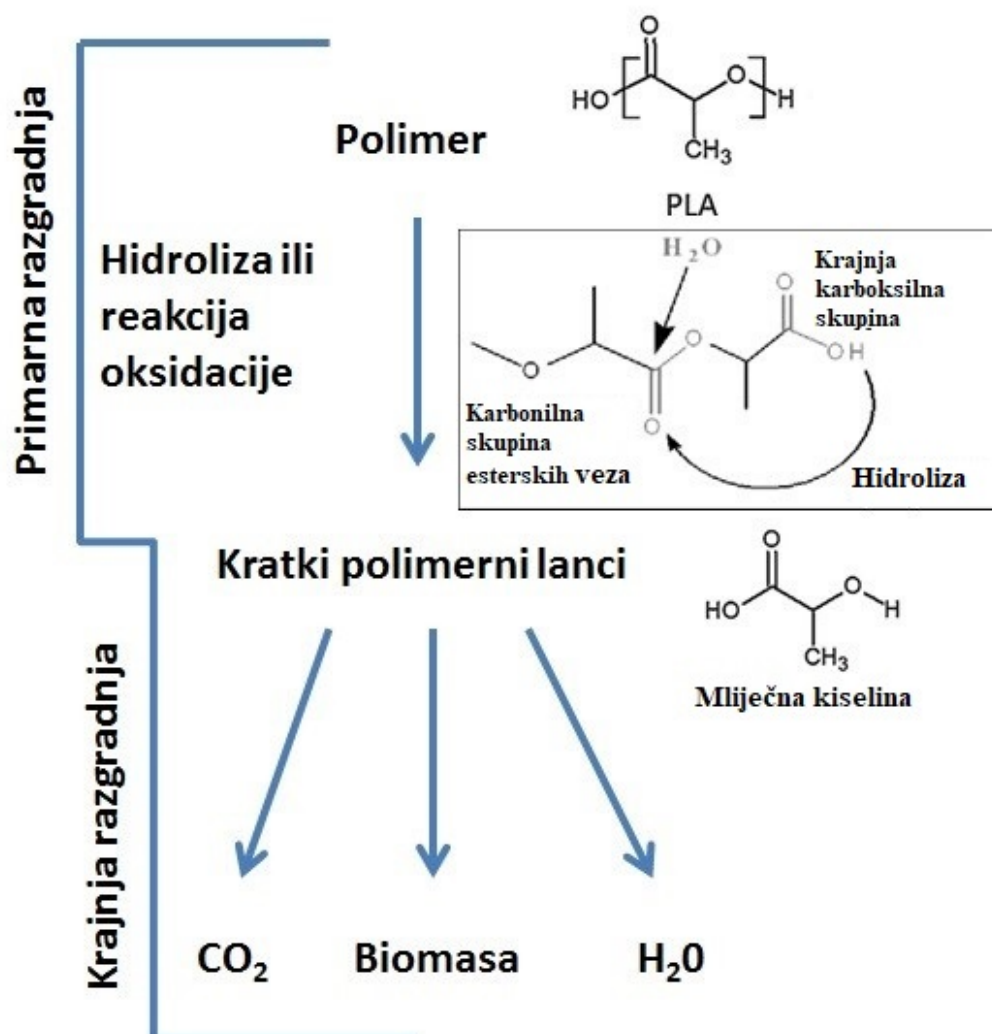 Primarna razgradnja
Polimer
O
HO
O
H
CH3
PLA
Hidroliza ili
reakcija
oksidacije
H2O
Krajnja
karboksilna
skupina
O
O
OH
O
O
Karbonilna
skupina
esterskih veza
Hidroliza
Kratki polimerni lanci
O
HO
O
H
CH3
Mliječna kiselina
Krajnja razgradnja
CO₂
Biomasa
H₂0